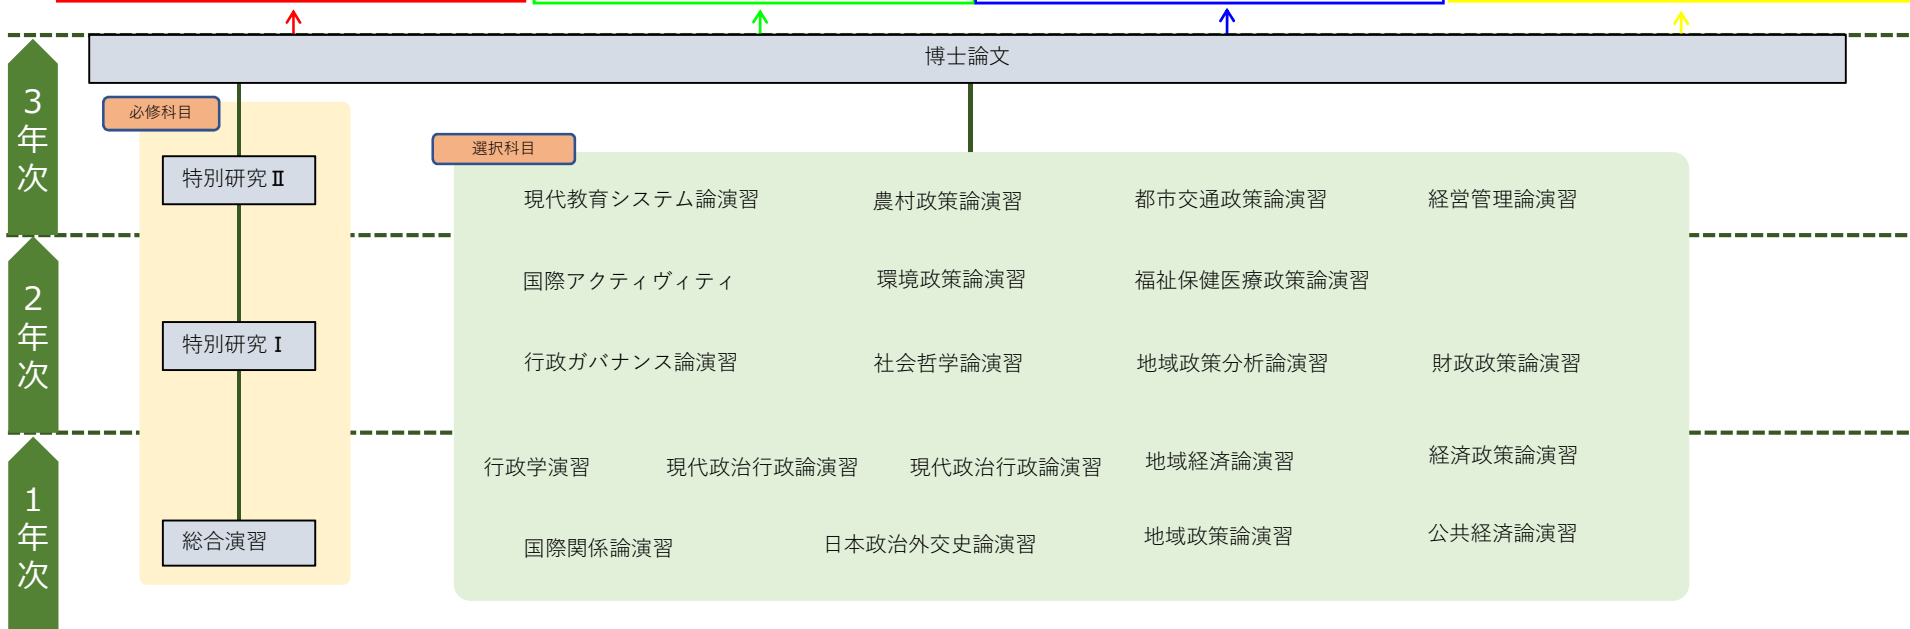 博士論文
3年次
必修科目
選択科目
特別研究Ⅱ
現代教育システム論演習
農村政策論演習
都市交通政策論演習
経営管理論演習
2年次
国際アクティヴィティ
環境政策論演習
福祉保健医療政策論演習
特別研究Ⅰ
行政ガバナンス論演習
社会哲学論演習
地域政策分析論演習
財政政策論演習
1年次
行政学演習
現代政治行政論演習
現代政治行政論演習
地域経済論演習
経済政策論演習
総合演習
国際関係論演習
日本政治外交史論演習
地域政策論演習
公共経済論演習